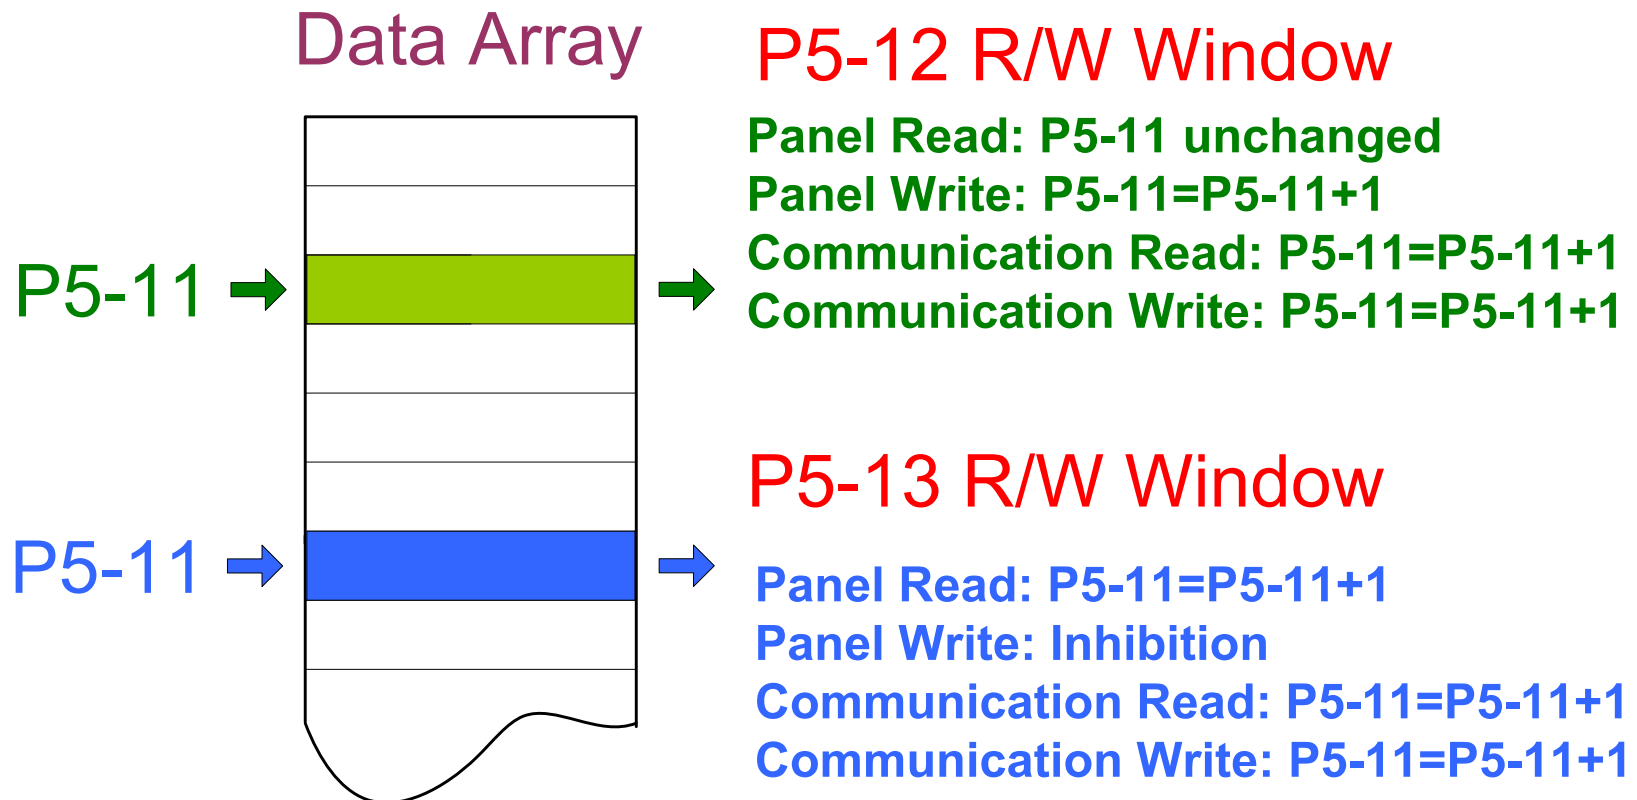 Data Array
P5-12 R/W Window
Panel Read: P5-11 unchanged
Panel Write: P5-11=P5-11+1
Communication Read: P5-11=P5-11+1
Communication Write: P5-11=P5-11+1
P5-11
P5-13 R/W Window
P5-11
Panel Read: P5-11=P5-11+1
Panel Write: Inhibition
Communication Read: P5-11=P5-11+1
Communication Write: P5-11=P5-11+1